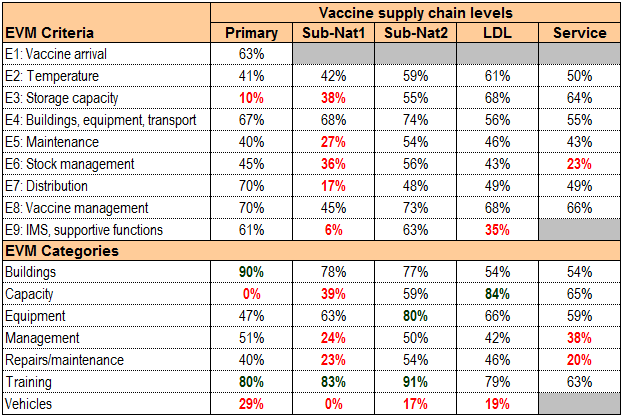 Vaccine supply chain levels
EVM Criteria Primary Sub-Nat1 Sub-Nat2 LDL Service
E1: Vaccine arrival 63%
E2: Temperature 41% 42% 59% 61% 50%
E3: Storage capacity 10% 38% 55% 68% 64%
E4: Buildings, equipment, transport 67% 68% 74% 56% 55%
E5: Maintenance 40% 27% 54% 46% 43%
E6: Stock management 45% 36% 56% 43% 23%
E7: Distribution 70% 17% 48% 49% 49%
E8: Vaccine management 70% 45% 73% 68% 66%
E9: IMS, supportive functions 61% 6% 63% 35%
EVM Categories
Buildings 90% 78% 77% 54% 54%
Capacity 0% 39% 59% 84% 65%
Equipment 47% 63% 80% 66% 59%
Management 51% 24% 50% 42% 38%
Repairs/maintenance 40% 23% 54% 46% 20%
Training 80% 83% 91% 79% 63%
Vehicles 29% 0% 17% 19%